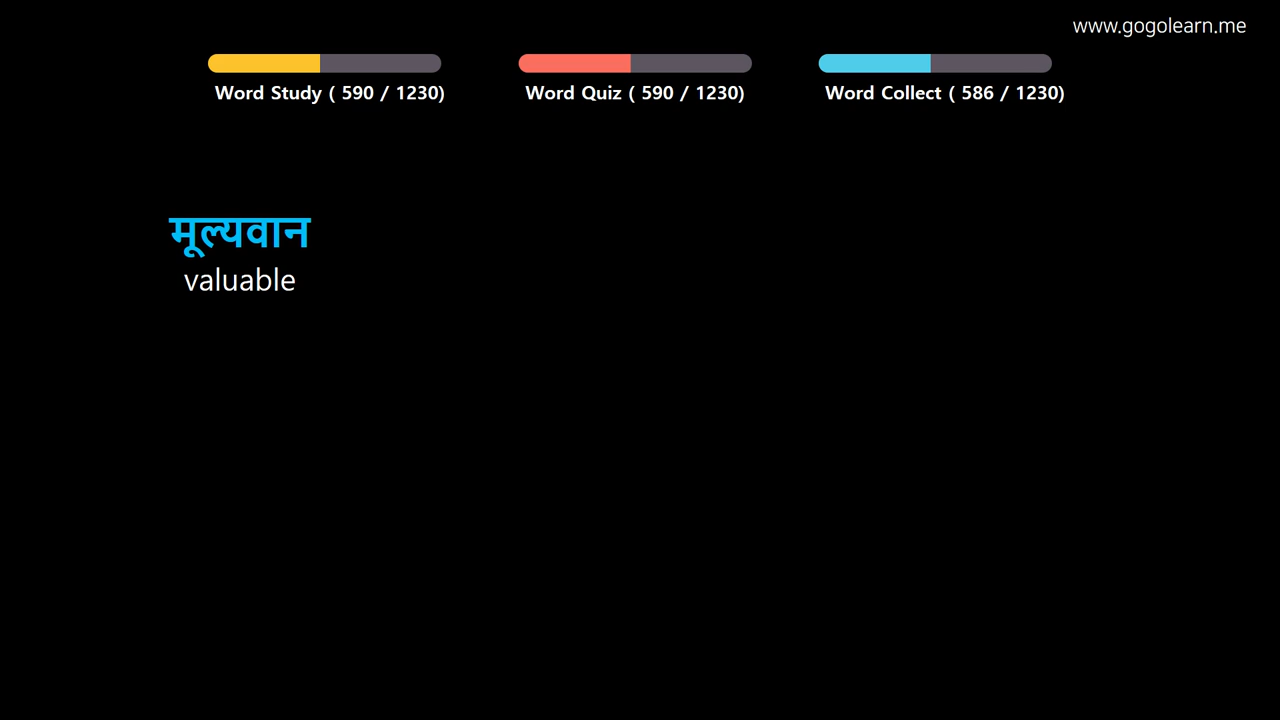 www.gogolearn.me
Word Study ( 590 / 1230)
Word Quiz ( 590 / 1230)
Word Collect ( 586 / 1230)
मूल्यवान
valuable